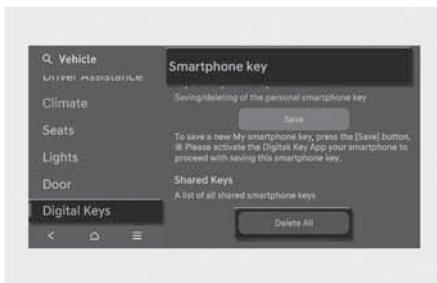 Vehicle
Driver Assistance
Climate
Seats
Lights
Door
Digital Keys
Smartphone key
Saving/deleting of the personal smartphone key
Save
To save a new My smartphone key, press the [Save] button.
※ Please activate the Digitak Key App your smartphone to
proceed with saving this smartphone key.
Shared Keys
A list of all shared smartphone keys
Delete All